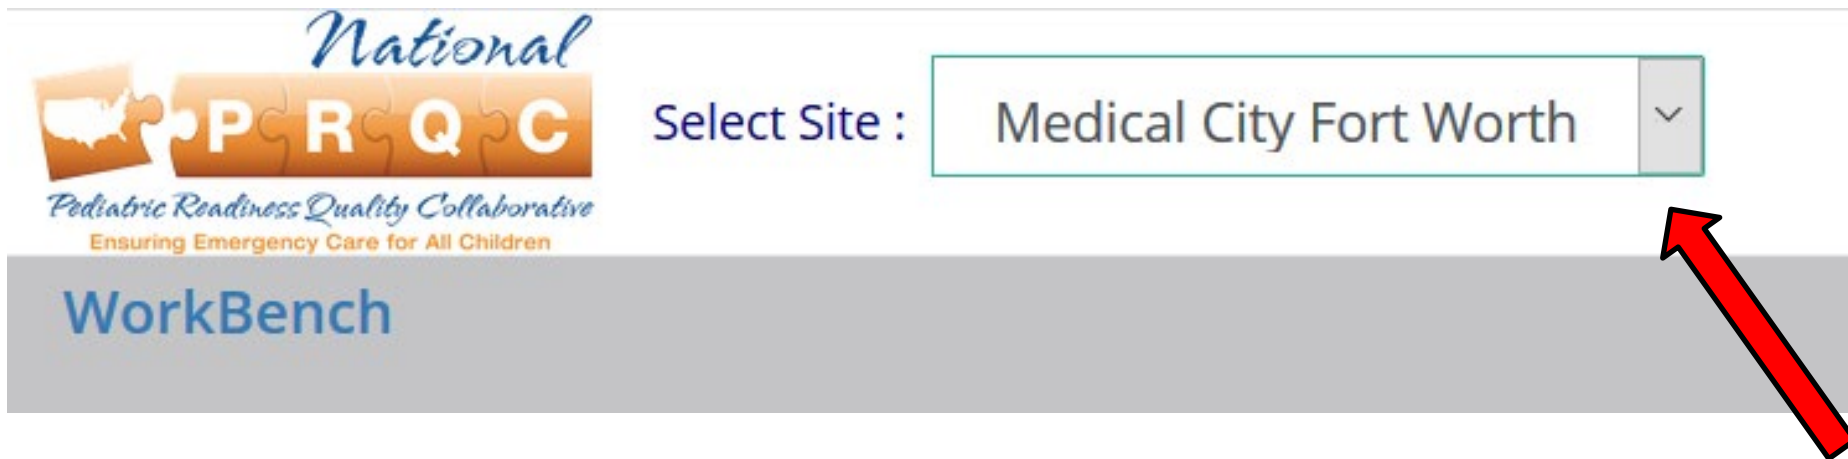 National
PRQC
Pediatric Readiness Quality Collaborative
Ensuring Emergency Care for All Children
Select Site :
Medical City Fort Worth
WorkBench